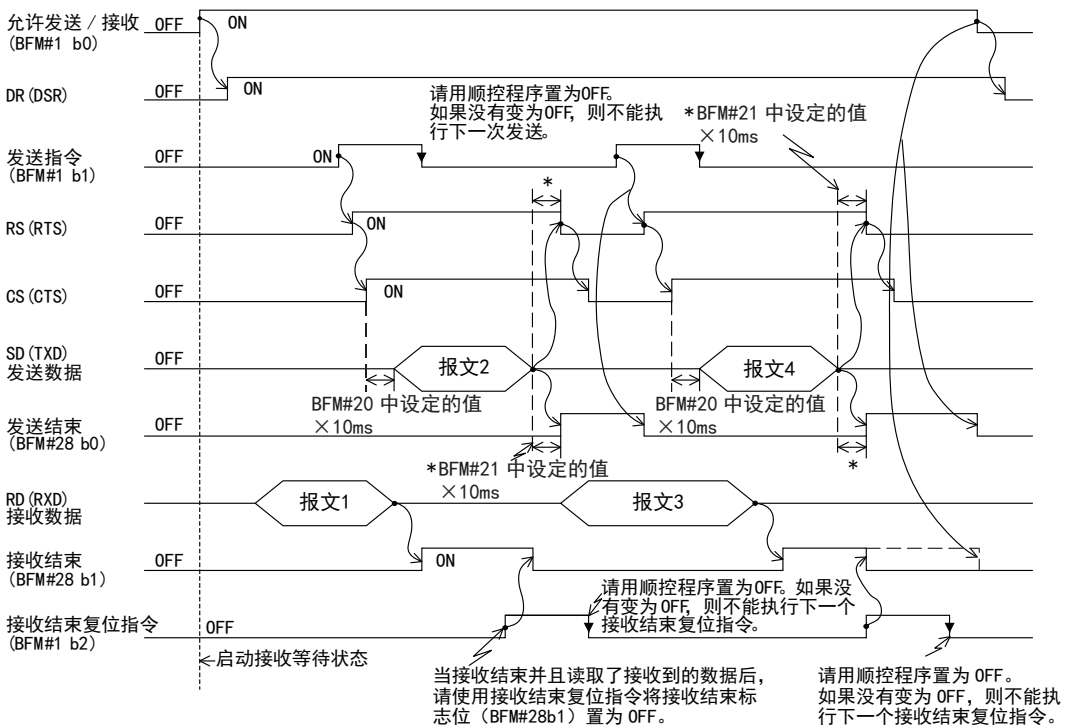 允许发送／接收 OFF ON
(BFM#1 b0)
DR(DSR) OFF ON
请用顺控程序置为OFF。
如果没有变为OFF，则不能执
行下一次发送。
*BFM#21 中设定的值
×10ms
发送指令 OFF ON
(BFM#1 b1)
*
RS(RTS) OFF ON
CS(CTS) OFF ON
SD(TXD) OFF 报文2 报文4
发送数据
BFM#20 中设定的值
×10ms
BFM#20 中设定的值
×10ms
发送结束 OFF
(BFM#28 b0)
*
*BFM#21 中设定的值
×10ms
RD(RXD) 报文1 报文3
接收数据
接收结束 OFF ON
(BFM#28 b1)
请用顺控程序置为OFF。如果没
有变为OFF，则不能执行下一个
接收结束复位指令。
接收结束复位指令 OFF
(BFM#1 b2)
启动接收等待状态
当接收结束并且读取了接收到的数据后，
请使用接收结束复位指令将接收结束标
志位（BFM#28b1）置为 OFF。
请用顺控程序置为 OFF。
如果没有变为 OFF，则不能执
行下一个接收结束复位指令。